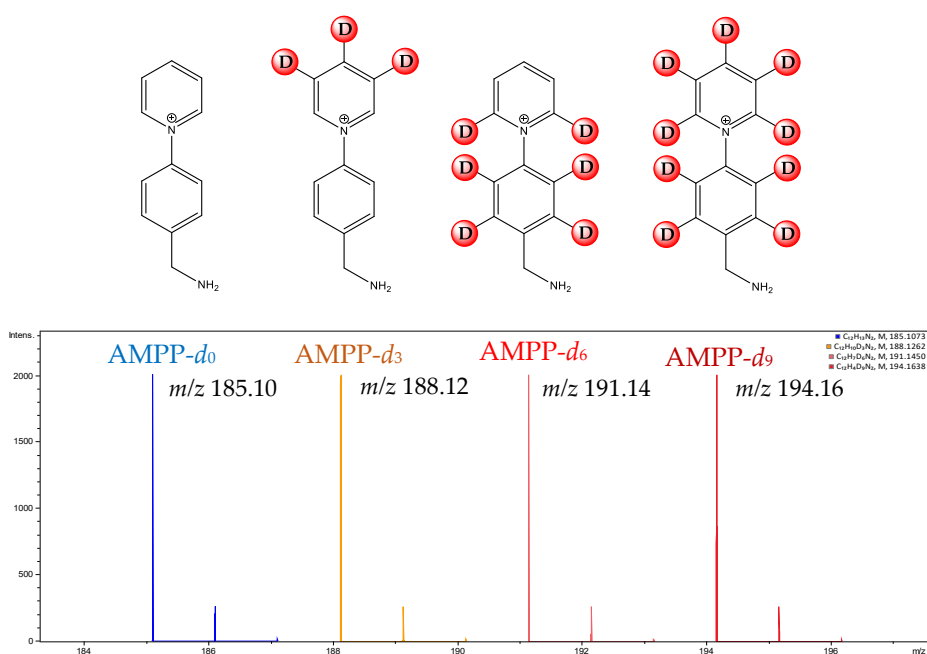 D
D D
N⊕
NH₂
N⊕
NH₂
D D
N⊕
D D
D D
NH₂
D
D D
D D
N⊕
D D
D D
NH₂
Intens.
2000
1500
1000
500
0
AMPP-d₀
m/z 185.10
AMPP-d₃
m/z 188.12
AMPP-d₆
m/z 191.14
AMPP-d₉
m/z 194.16
C₁₂H₁₃N₂, M, 185.1073
C₁₂H₁₀D₃N₂, M, 188.1262
C₁₂H₇D₆N₂, M, 191.1450
C₁₂H₄D₉N₂, M, 194.1638
184 186 188 190 192 194 196 m/z